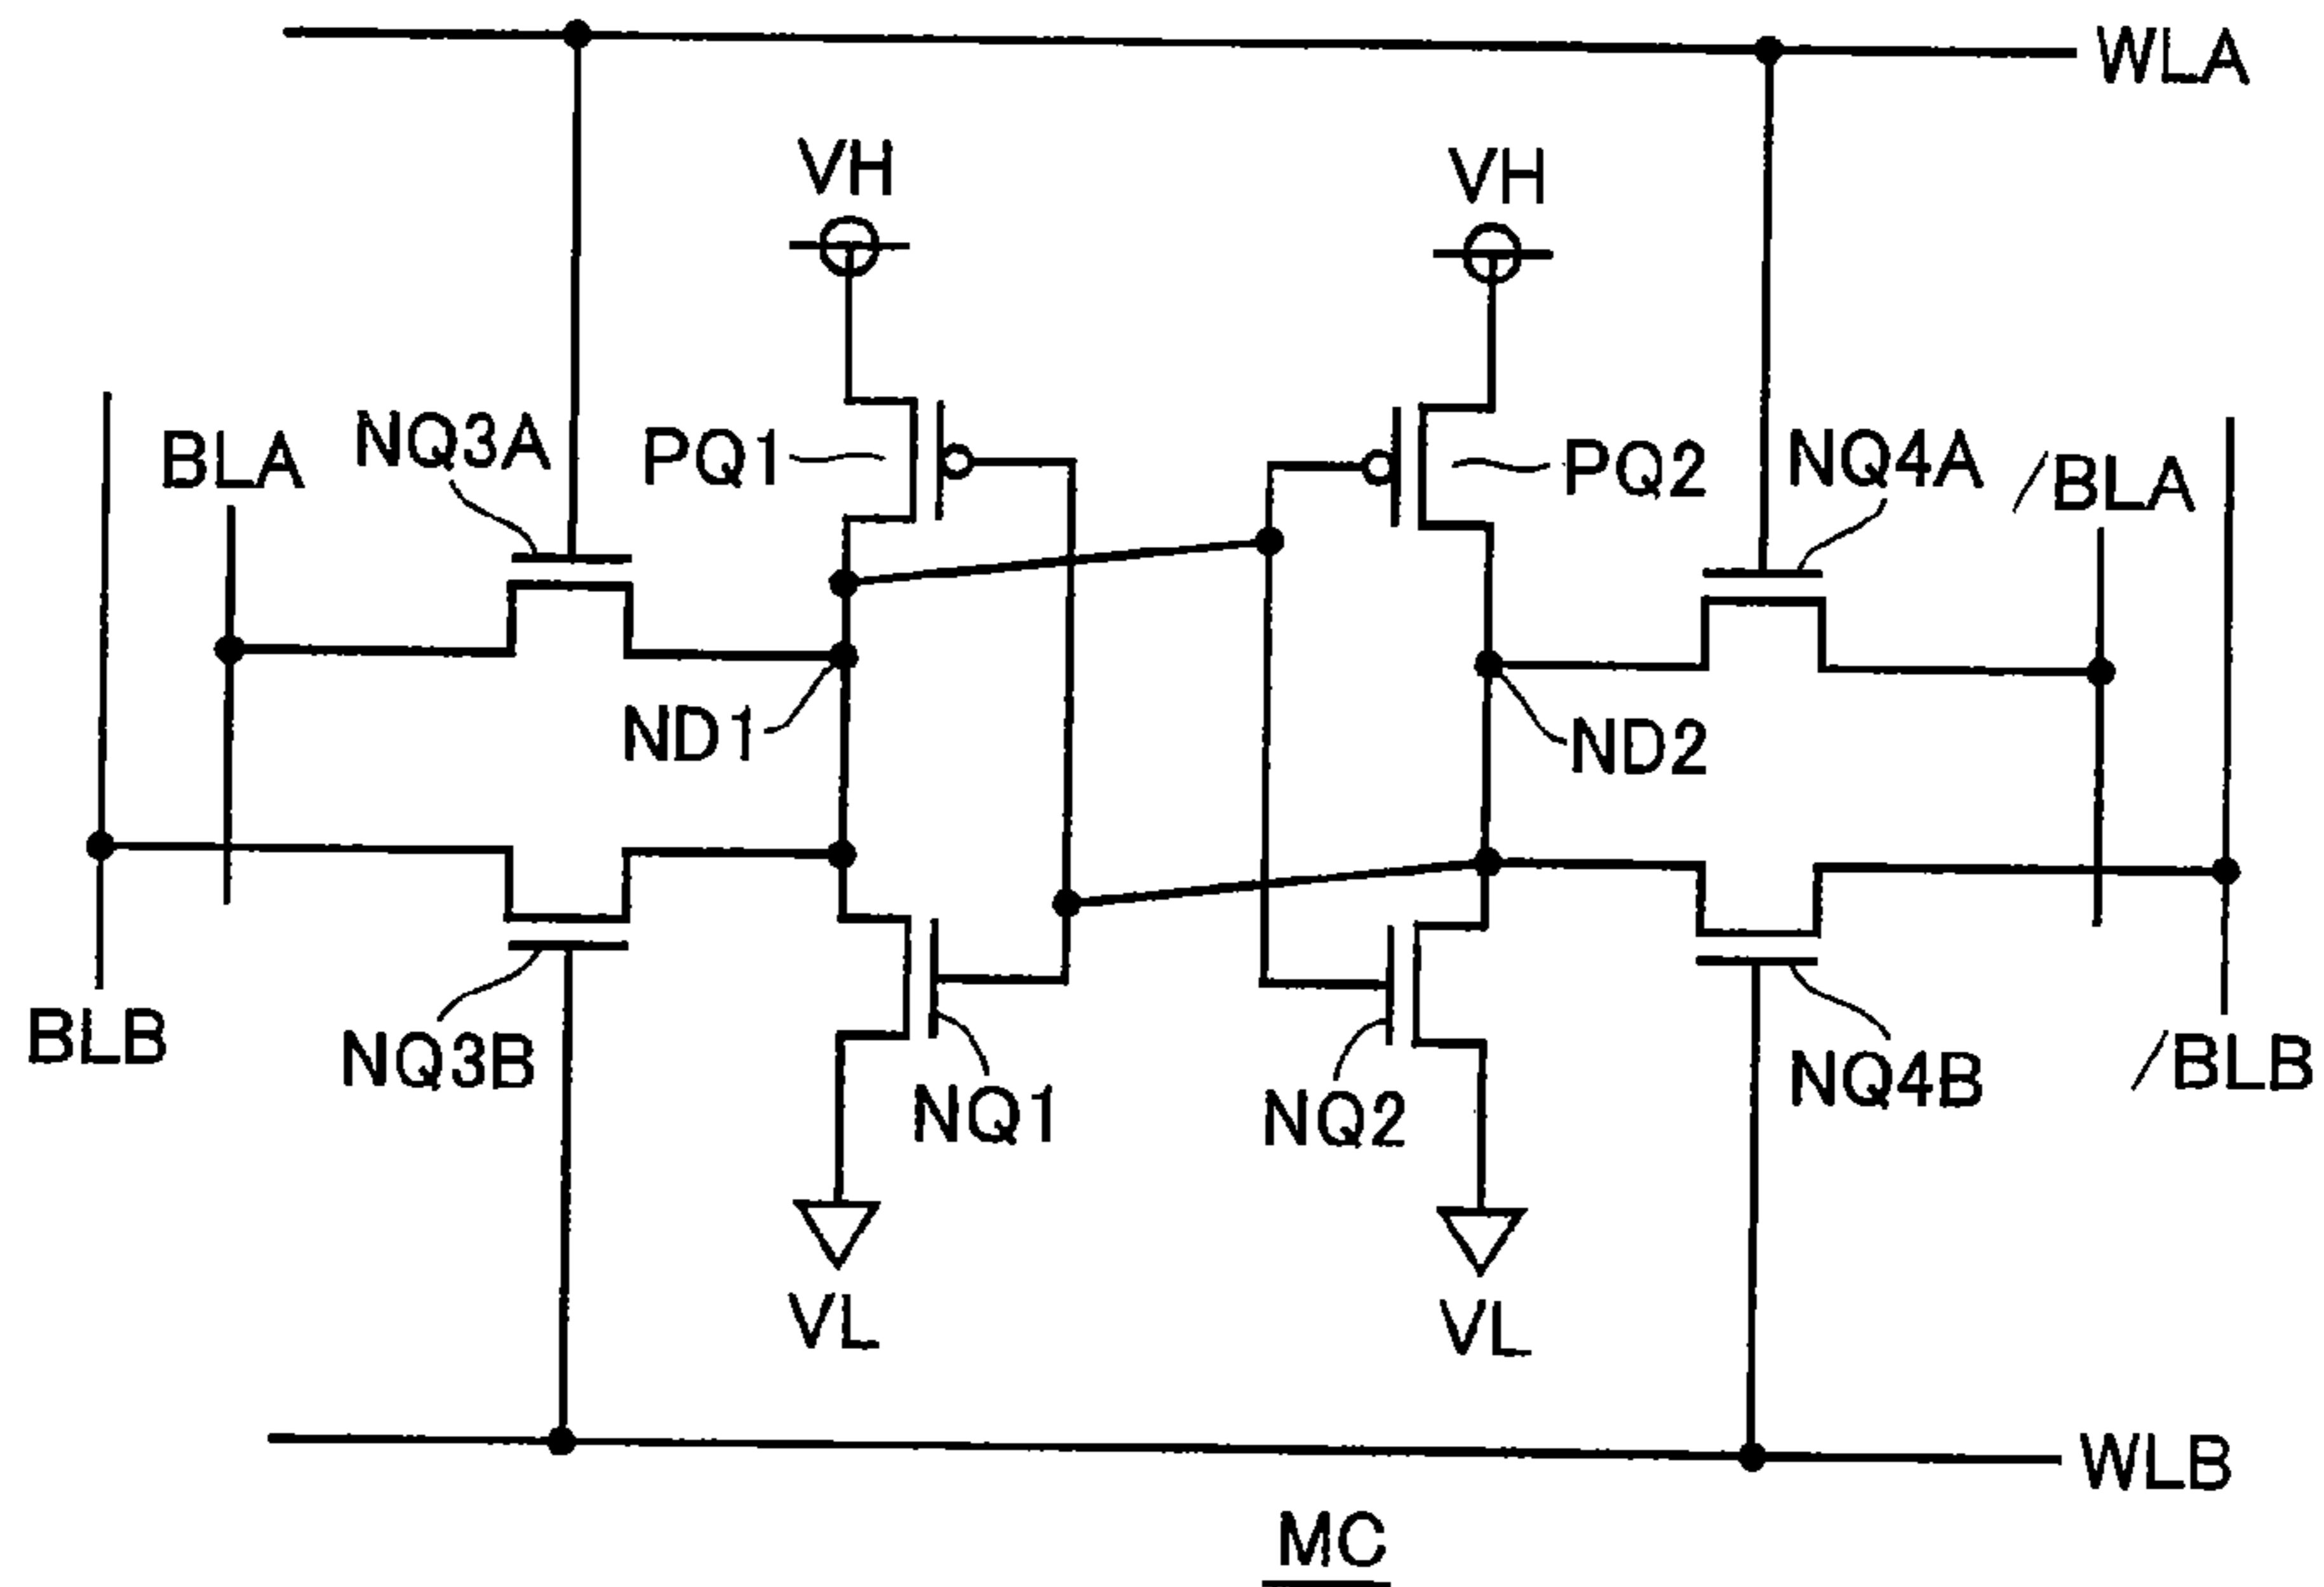 WLA
VH
VH
NQ3A
BLA
PQ1
PQ2
NQ4A
/BLA
ND1
ND2
BLB
NQ3B
NQ1
NQ2
NQ4B
/BLB
VL
VL
WLB
MC